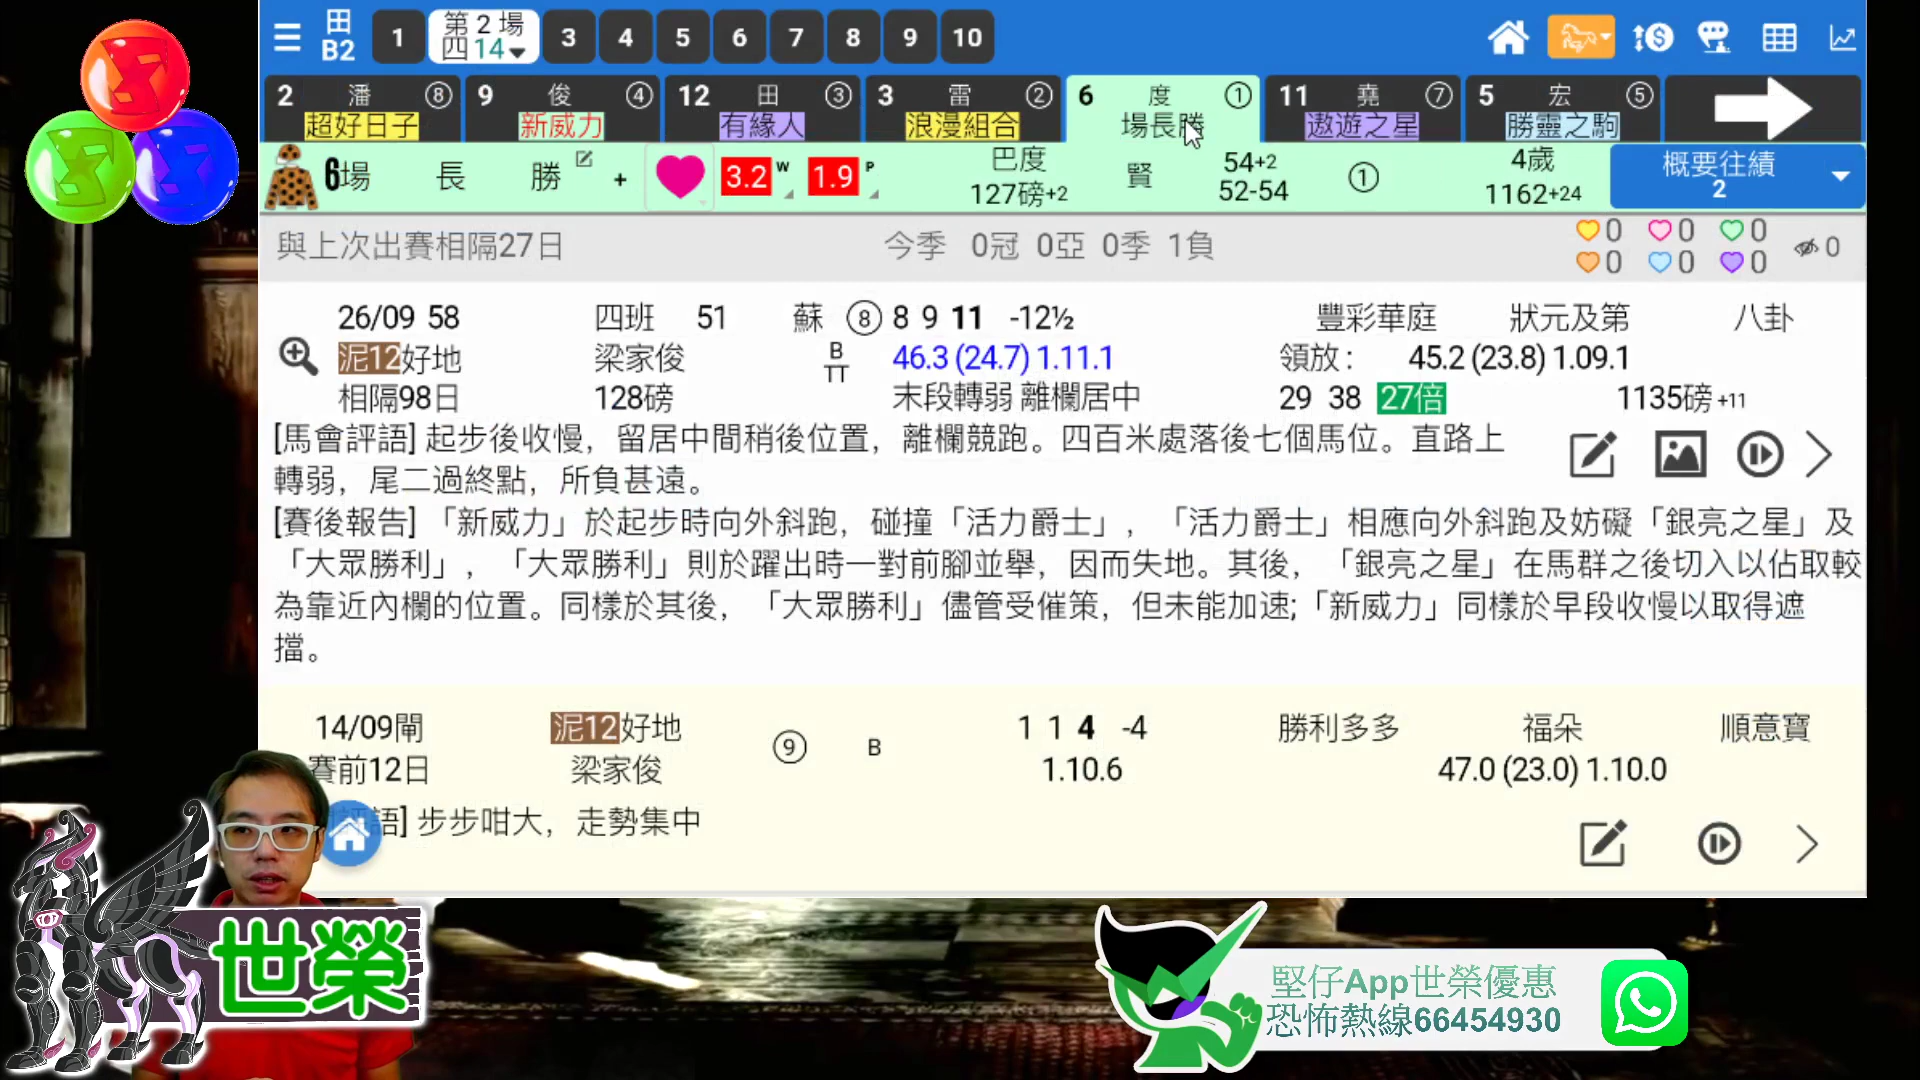 田
B2
1
第 2 場
四 14
3
4
5
6
7
8
9
10
2 潘 ⑧
超好日子
9 俊 ④
新威力
12 田 ③
有緣人
3 雷 ②
浪漫組合
6 度 ①
場長勝
11 堯 ⑦
遨遊之星
5 宏 ⑤
勝靈之駒
6場 長 勝 + 3.2 W 1.9 P
巴度
127磅+2
賢
54+2
52-54
①
4歲
1162+24
概要往績
2
與上次出賽相隔27日
今季 0冠 0亞 0季 1負
0 0 0
0 0 0
0
26/09 58 四班 51 蘇 ⑧ 8 9 11 -12½ 豐彩華庭 狀元及第 八卦
泥12好地 梁家俊 B 46.3 (24.7) 1.11.1 領放： 45.2 (23.8) 1.09.1
TT
相隔98日 128磅 末段轉弱 離欄居中 29 38 27倍 1135磅 +11
[馬會評語] 起步後收慢，留居中間稍後位置，離欄競跑。四百米處落後七個馬位。直路上
轉弱，尾二過終點，所負甚遠。
[賽後報告] 「新威力」於起步時向外斜跑，碰撞「活力爵士」，「活力爵士」相應向外斜跑及妨礙「銀亮之星」及
「大眾勝利」，「大眾勝利」則於躍出時一對前腳並舉，因而失地。其後，「銀亮之星」在馬群之後切入以佔取較
為靠近內欄的位置。同樣於其後，「大眾勝利」儘管受催策，但未能加速;「新威力」同樣於早段收慢以取得遮
擋。
14/09閘 泥12好地 ⑨ B 1 1 4 -4 勝利多多 福朵 順意寶
賽前12日 梁家俊 1.10.6 47.0 (23.0) 1.10.0
語] 步步咁大，走勢集中
世榮
堅仔App世榮優惠
恐怖熱線66454930